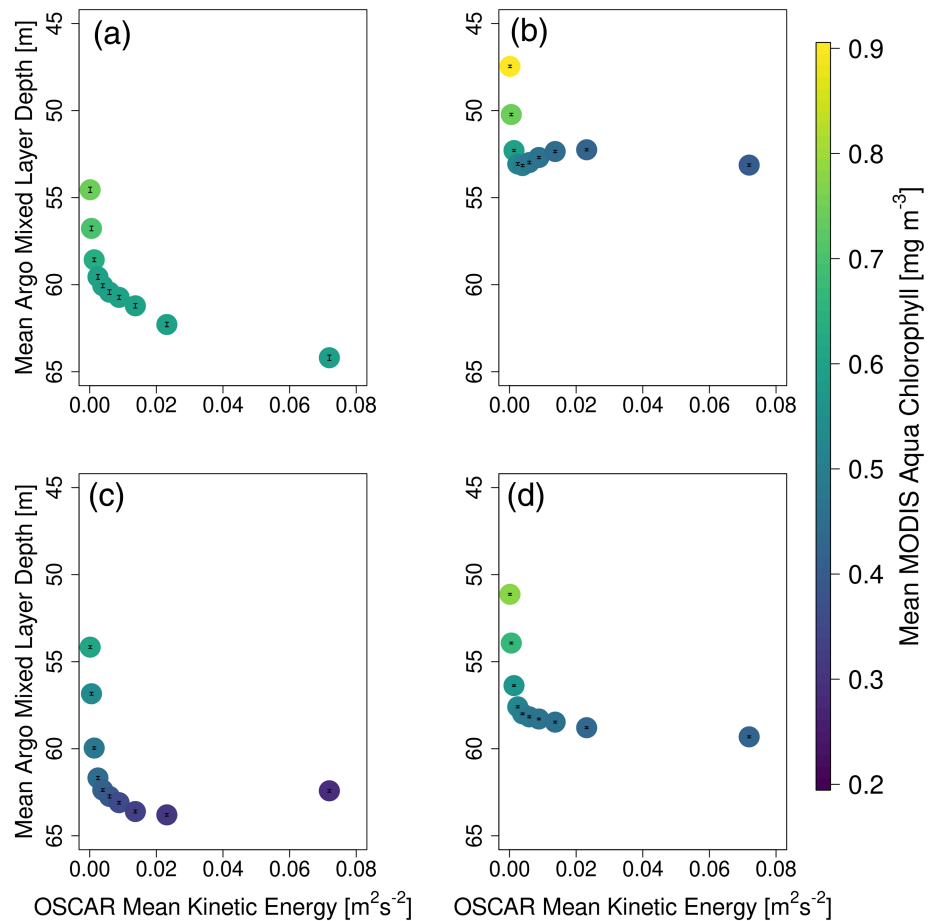 (a)
Mean Argo Mixed Layer Depth [m]
45
50
55
60
65
0.00 0.02 0.04 0.06 0.08
(b)
45
50
55
60
65
0.00 0.02 0.04 0.06 0.08
(c)
Mean Argo Mixed Layer Depth [m]
45
50
55
60
65
0.00 0.02 0.04 0.06 0.08
OSCAR Mean Kinetic Energy [m²s⁻²]
(d)
45
50
55
60
65
0.00 0.02 0.04 0.06 0.08
OSCAR Mean Kinetic Energy [m²s⁻²]
0.9
0.8
0.7
0.6
0.5
0.4
0.3
0.2
Mean MODIS Aqua Chlorophyll [mg m⁻³]